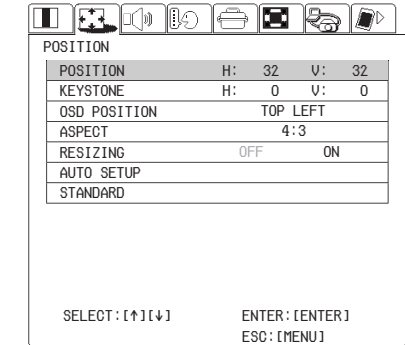 POSITION
POSITION H: 32 V: 32
KEYSTONE H: 0 V: 0
OSD POSITION TOP LEFT
ASPECT 4:3
RESIZING OFF ON
AUTO SETUP
STANDARD
SELECT:[↑][↓] ENTER:[ENTER]
ESC:[MENU]